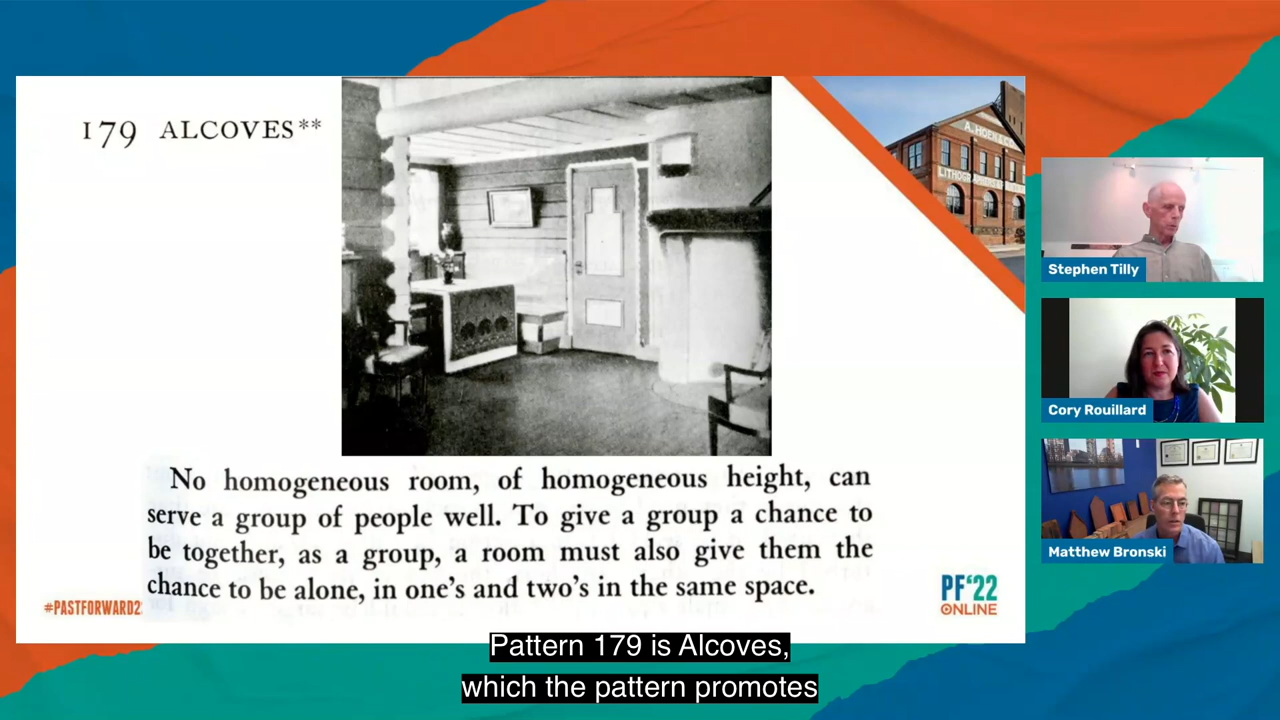 179 ALCOVES**
A. HOEN & CO.
No homogeneous room, of homogeneous height, can
serve a group of people well. To give a group a chance to
be together, as a group, a room must also give them the
chance to be alone, in one's and two's in the same space.
#PASTFORWARD2
PF'22
ONLINE
Stephen Tilly
Cory Rouillard
Matthew Bronski
Pattern 179 is Alcoves,
which the pattern promotes